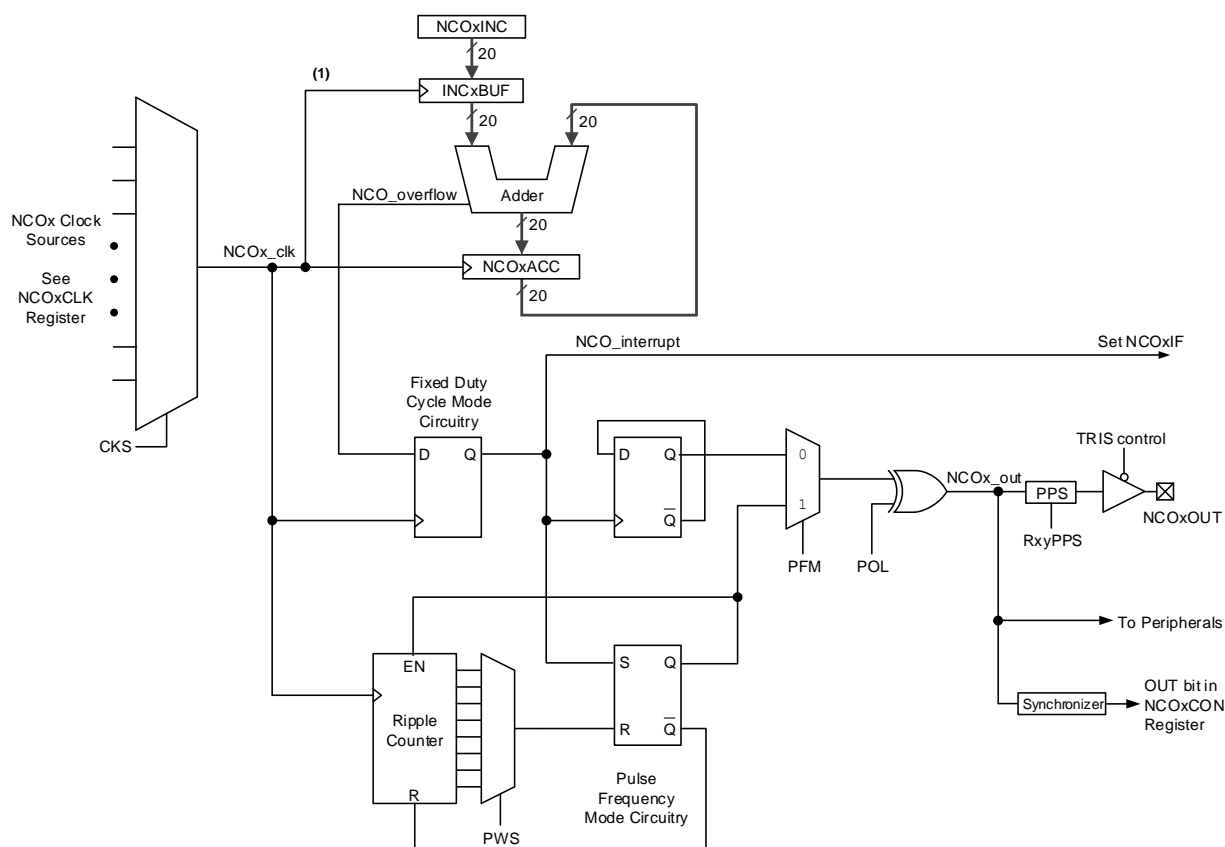 NCOxINC
20
(1)
INCxBUF
20
20
NCO_overflow
Adder
20
NCOx Clock
Sources
See
NCOxCLK
Register
NCOx_clk
NCOxACC
20
NCO_interrupt
Set NCOxIF
Fixed Duty
Cycle Mode
Circuitry
CKS
D Q
D Q
Q
0
1
PFM
POL
NCOx_out
TRIS control
PPS
RxyPPS
NCOxOUT
To Peripherals
EN
Ripple
Counter
R
PWS
S Q
R Q
Pulse
Frequency
Mode Circuitry
Synchronizer
OUT bit in
NCOxCON
Register